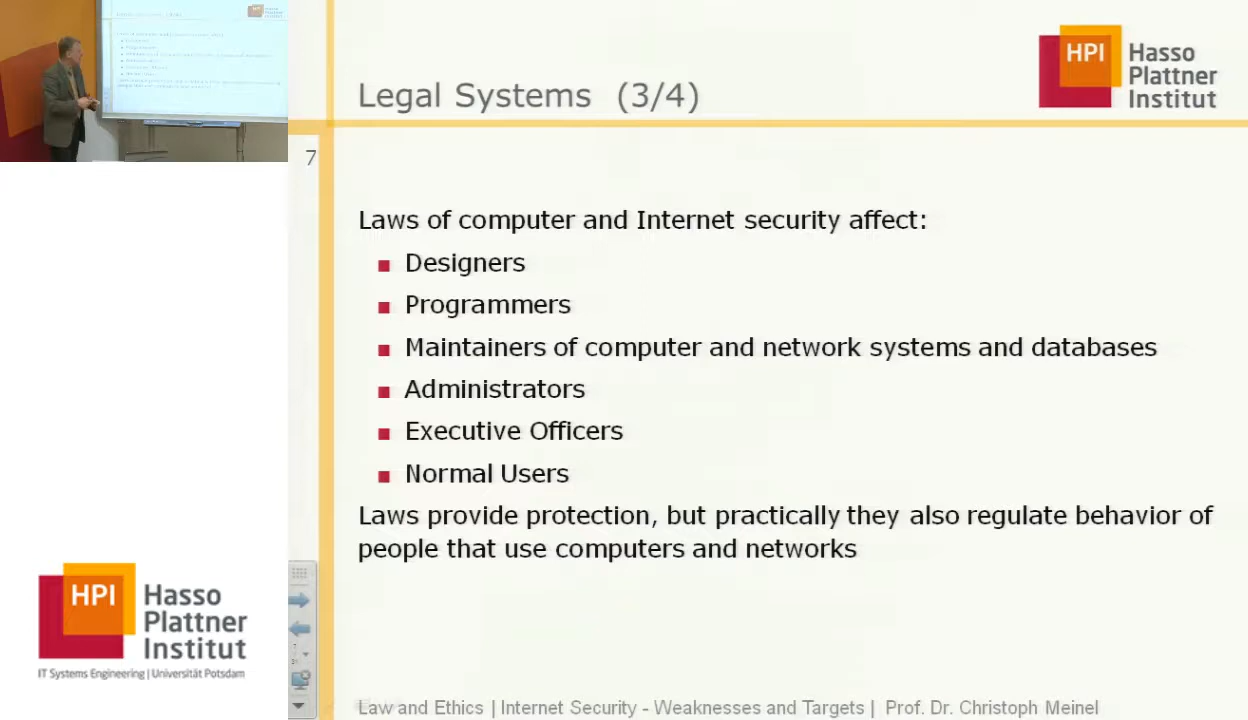 Legal Systems (3/4)
HPI
Hasso
Plattner
Institut
7
Laws of computer and Internet security affect:
Designers
Programmers
Maintainers of computer and network systems and databases
Administrators
Executive Officers
Normal Users
Laws provide protection, but practically they also regulate behavior of
people that use computers and networks
HPI
Hasso
Plattner
Institut
IT Systems Engineering | Universität Potsdam
Law and Ethics | Internet Security - Weaknesses and Targets | Prof. Dr. Christoph Meinel